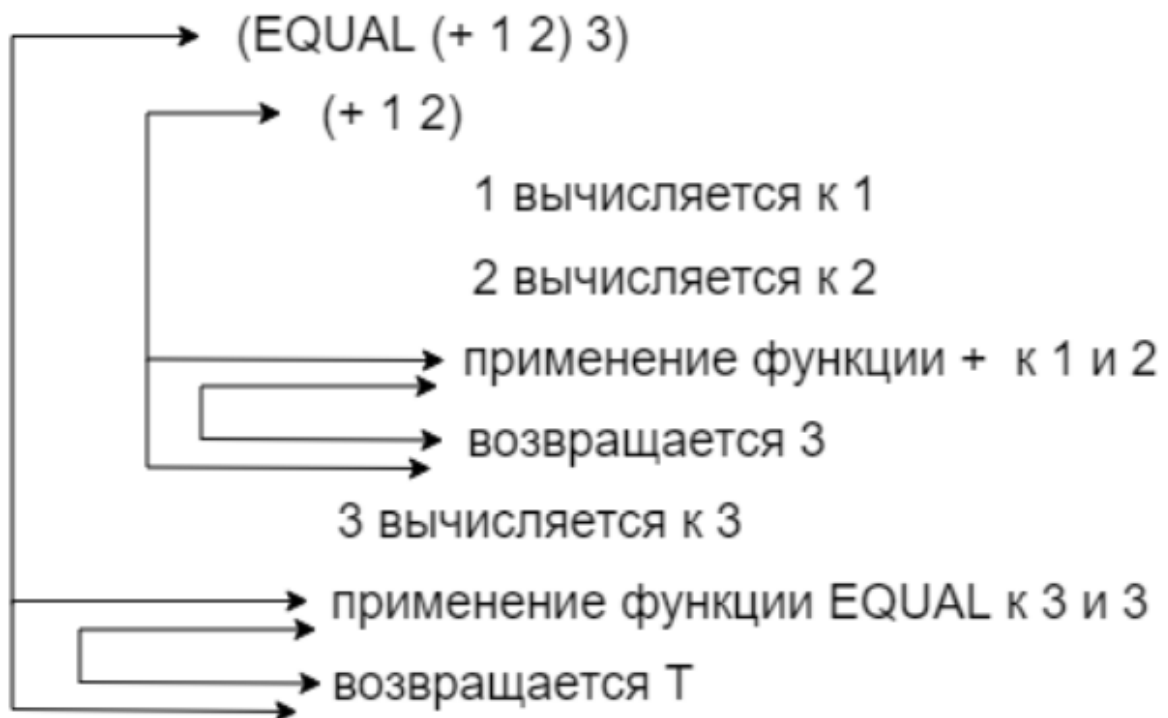 (EQUAL (+ 1 2) 3)
(+ 1 2)
1 вычисляется к 1
2 вычисляется к 2
применение функции + к 1 и 2
возвращается 3
3 вычисляется к 3
применение функции EQUAL к 3 и 3
возвращается T